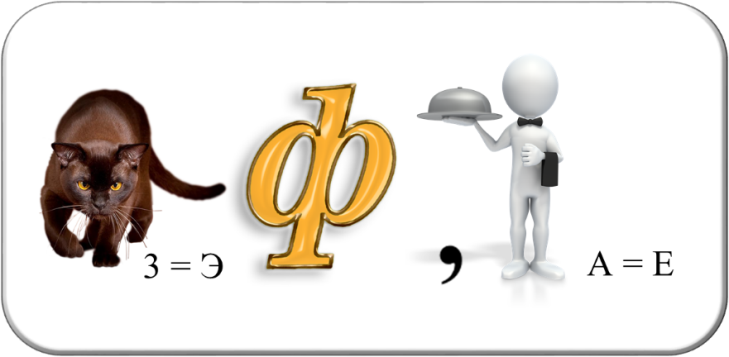 3 = Э
ф
,
А = Е